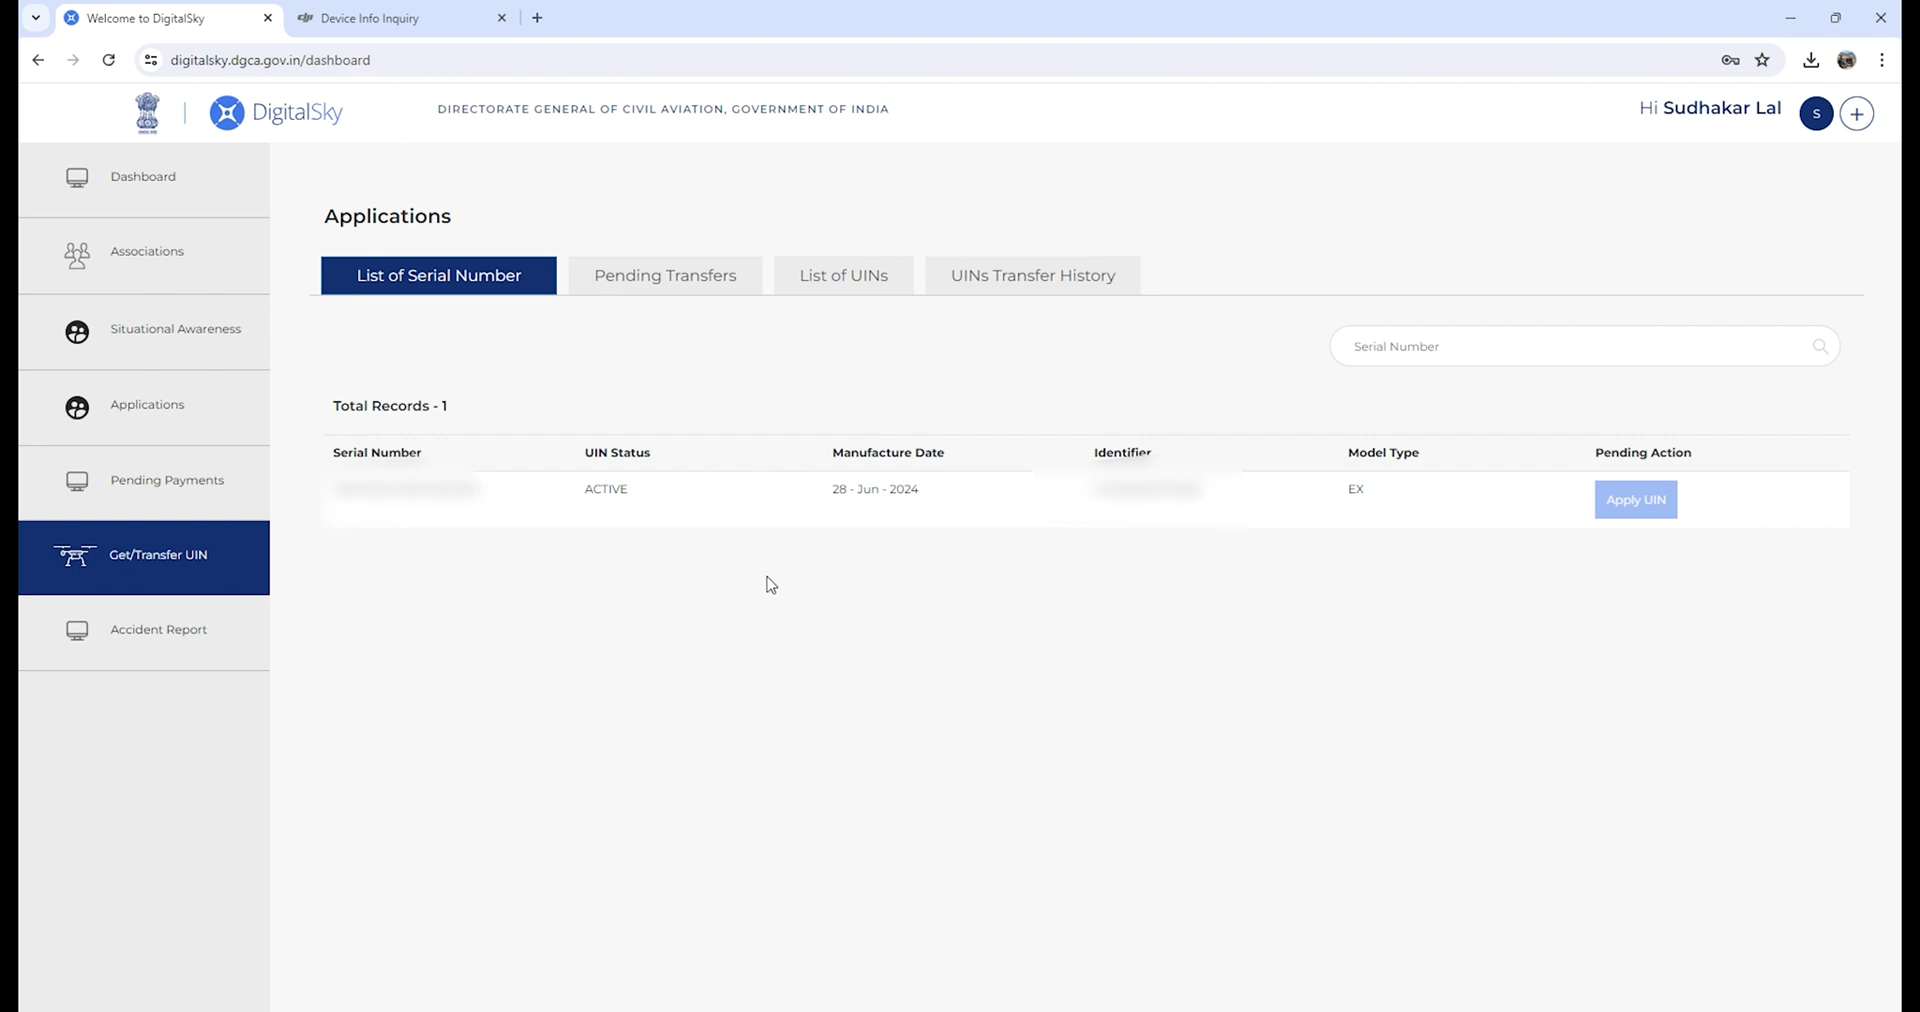 Welcome to DigitalSky
Device Info Inquiry
digitalsky.dgca.gov.in/dashboard
DigitalSky
DIRECTORATE GENERAL OF CIVIL AVIATION, GOVERNMENT OF INDIA
Hi Sudhakar Lal
S
Dashboard
Associations
Situational Awareness
Applications
Pending Payments
Get/Transfer UIN
Accident Report
Applications
List of Serial Number
Pending Transfers
List of UINs
UINs Transfer History
Serial Number
Total Records - 1
Serial Number UIN Status Manufacture Date Identifier Model Type Pending Action
ACTIVE 28 - Jun - 2024 EX Apply UIN